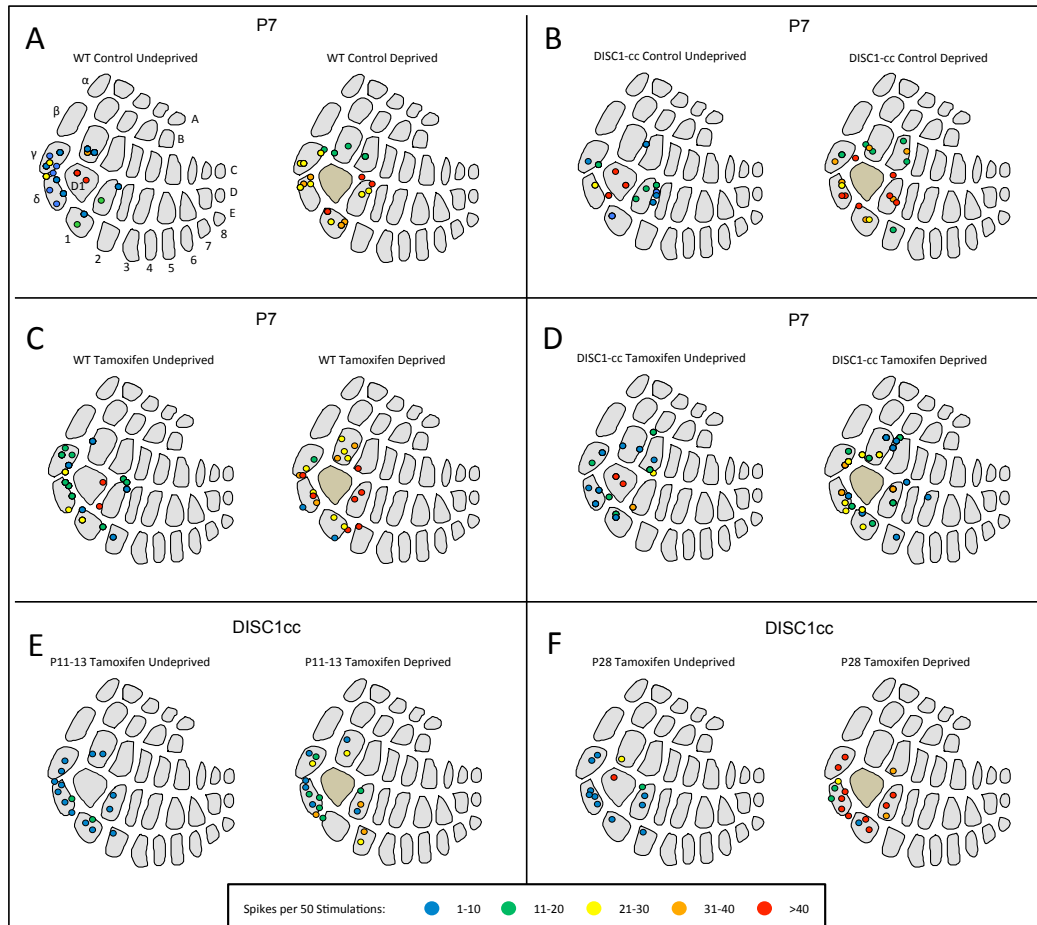 P7
P7
A
B
WT Control Undeprived
WT Control Deprived
DISC1-cc Control Undeprived
DISC1-cc Control Deprived
α
β
A
B
γ
C
D1
D
δ
E
1
2
3
4
5
6
7
8
P7
P7
C
D
WT Tamoxifen Undeprived
WT Tamoxifen Deprived
DISC1-cc Tamoxifen Undeprived
DISC1-cc Tamoxifen Deprived
DISC1cc
DISC1cc
E
F
P11-13 Tamoxifen Undeprived
P11-13 Tamoxifen Deprived
P28 Tamoxifen Undeprived
P28 Tamoxifen Deprived
Spikes per 50 Stimulations: 1-10 11-20 21-30 31-40 >40